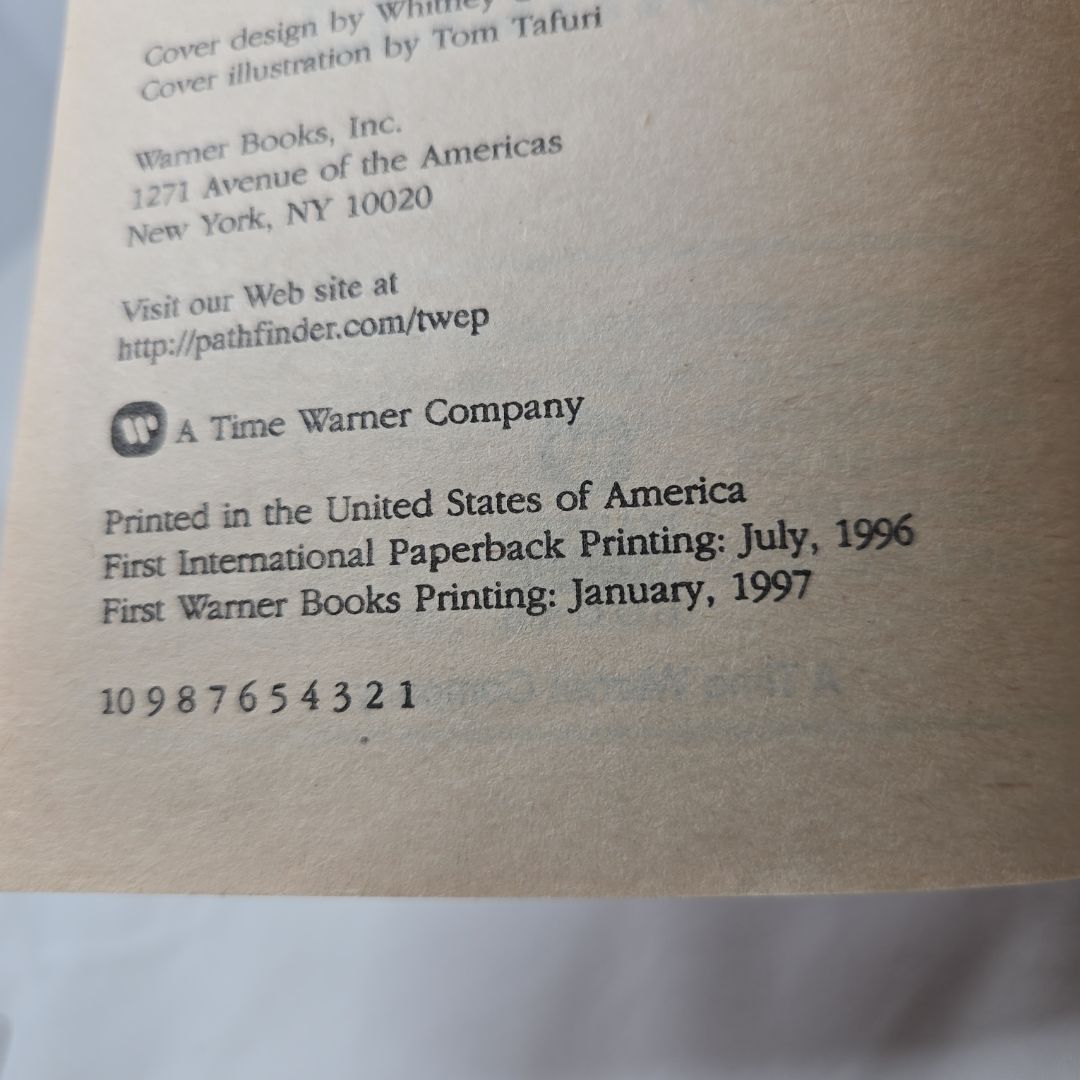 Cover design by Whitney
Cover illustration by Tom Tafuri
Warner Books, Inc.
1271 Avenue of the Americas
New York, NY 10020
Visit our Web site at
http://pathfinder.com/twep
A Time Warner Company
Printed in the United States of America
First International Paperback Printing: July, 1996
First Warner Books Printing: January, 1997
10 9 8 7 6 5 4 3 2 1